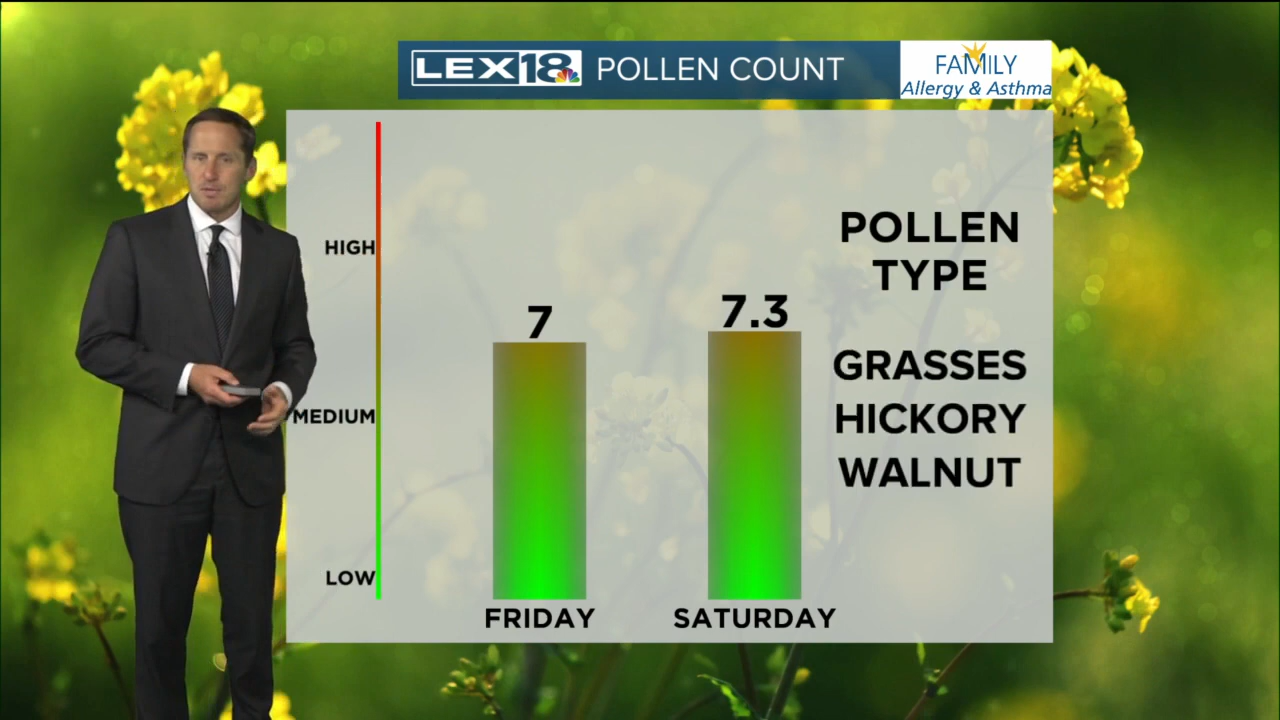 LEX18 POLLEN COUNT
FAMILY
Allergy & Asthma
HIGH
MEDIUM
LOW
7
7.3
FRIDAY
SATURDAY
POLLEN
TYPE
GRASSES
HICKORY
WALNUT